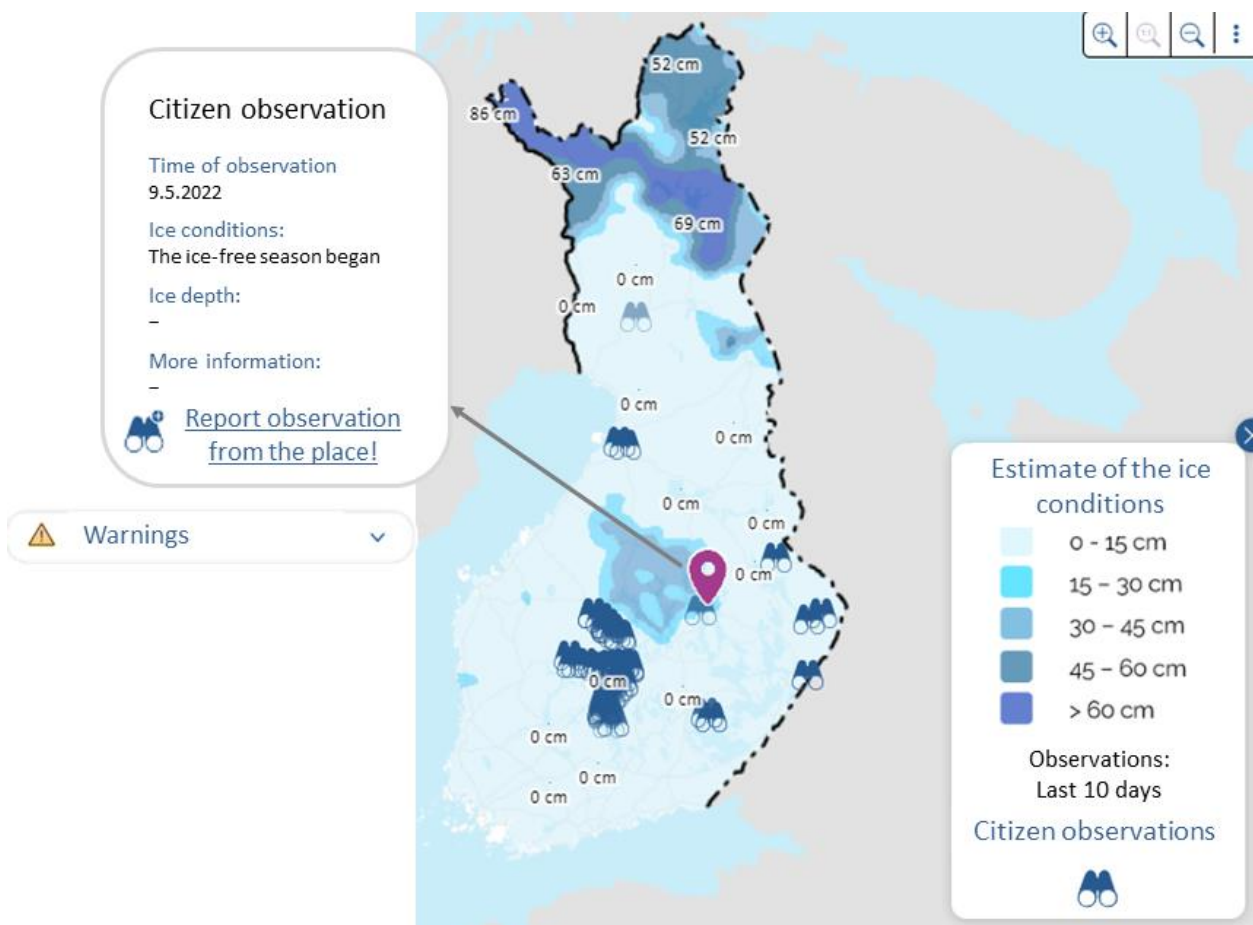 Citizen observation
Time of observation
9.5.2022
Ice conditions:
The ice-free season began
Ice depth:
–
More information:
–
Report observation
from the place!
Warnings
52 cm
86 cm
52 cm
63 cm
69 cm
0 cm
0 cm
0 cm
0 cm
0 cm
0 cm
0 cm
0 cm
0 cm
0 cm
0 cm
0 cm
Estimate of the ice
conditions
0 - 15 cm
15 – 30 cm
30 – 45 cm
45 – 60 cm
> 60 cm
Observations:
Last 10 days
Citizen observations